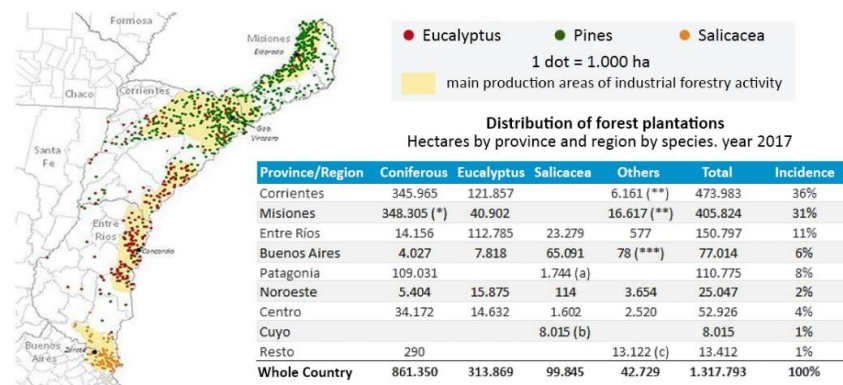 Formosa
Misiones
Eldorado
Chaco
Corrientes
Gob.
Virasoro
Santa
Fe
Entre
Ríos
Concordia
Buenos
Aires
Zárate
Eucalyptus Pines Salicacea
1 dot = 1.000 ha
main production areas of industrial forestry activity
Distribution of forest plantations
Hectares by province and region by species. year 2017
Province/Region Coniferous Eucalyptus Salicacea Others Total Incidence
Corrientes 345.965 121.857 6.161 (**) 473.983 36%
Misiones 348.305 (*) 40.902 16.617 (**) 405.824 31%
Entre Ríos 14.156 112.785 23.279 577 150.797 11%
Buenos Aires 4.027 7.818 65.091 78 (***) 77.014 6%
Patagonia 109.031 1.744 (a) 110.775 8%
Noroeste 5.404 15.875 114 3.654 25.047 2%
Centro 34.172 14.632 1.602 2.520 52.926 4%
Cuyo 8.015 (b) 8.015 1%
Resto 290 13.122 (c) 13.412 1%
Whole Country 861.350 313.869 99.845 42.729 1.317.793 100%